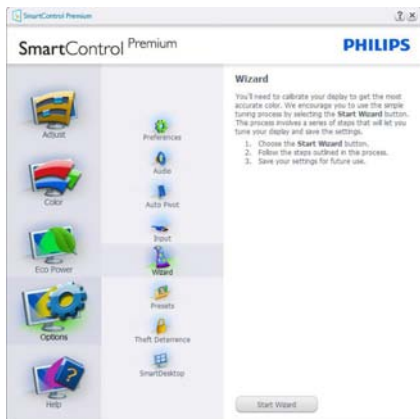 SmartControl Premium
SmartControl Premium
PHILIPS
Adjust
Color
Eco Power
Options
Help
Preferences
Audio
Auto Pivot
Input
Wizard
Presets
Theft Deterrence
SmartDesktop
Wizard
You'll need to calibrate your display to get the most
accurate color. We encourage you to use the simple
tuning process by selecting the Start Wizard button.
The process involves a series of steps that will let you
tune your display and save the settings.
1. Choose the Start Wizard button.
2. Follow the steps outlined in the process.
3. Save your settings for future use.
Start Wizard